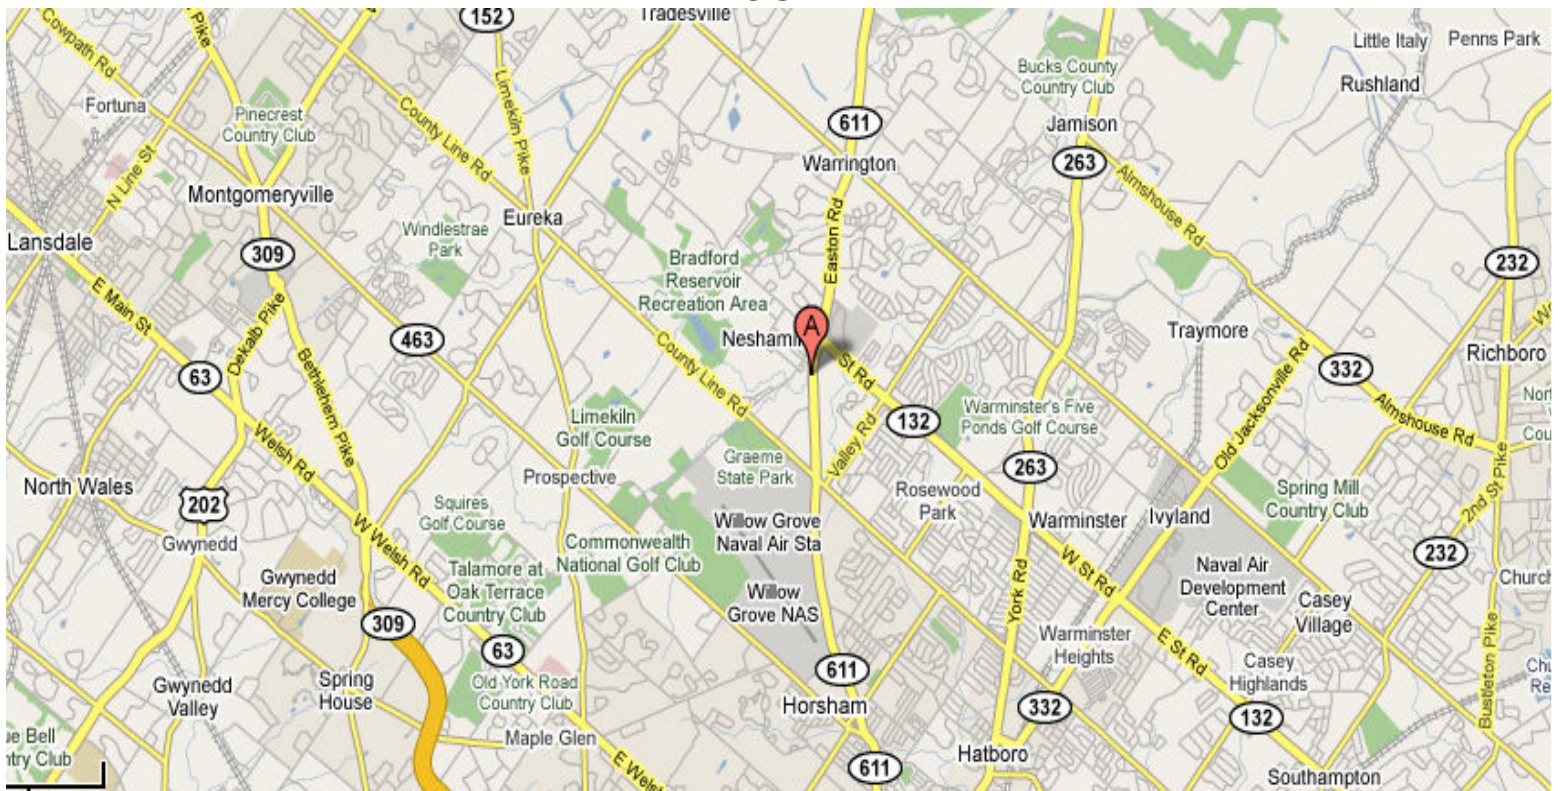 152
Tradesville
Cowpath Rd
Pike
Little Italy
Penns Park
Bucks County
Country Club
Rushland
Fortuna
Pinecrest
Country Club
County Line Rd
Limekiln Pike
611
Jamison
Warrington
263
N Line St
Montgomeryville
Almshouse Rd
Eureka
Windlestrae
Park
Lansdale
309
Easton Rd
Bradford
Reservoir
Recreation Area
232
E Main St
Dekalb Pike
463
A
Neshami
County Line Rd
St Rd
Traymore
Richboro
63
Bethlehem Pike
332
Old Jacksonville Rd
Almshouse Rd
Limekiln
Golf Course
132
Warminster's Five
Ponds Golf Course
Valley Rd
Welsh Rd
Graeme
State Park
263
North Wales
Prospective
Rosewood
Park
Spring Mill
Country Club
2nd St Pike
202
Squires
Golf Course
Willow Grove
Naval Air Sta
Warminster
Ivyland
Gwynedd
W Welsh Rd
Commonwealth
National Golf Club
232
Gwynedd
Mercy College
Talamore at
Oak Terrace
Country Club
Willow
Grove NAS
York Rd
W St Rd
Naval Air
Development
Center
Casey
Village
Church
309
63
Warminster
Heights
E St Rd
Bustleton Pike
Casey
Highlands
611
Gwynedd
Valley
Spring
House
Old York Road
Country Club
Horsham
332
132
Maple Glen
E Welsh
611
Hatboro
Southampton
ue Bell
ntry Club